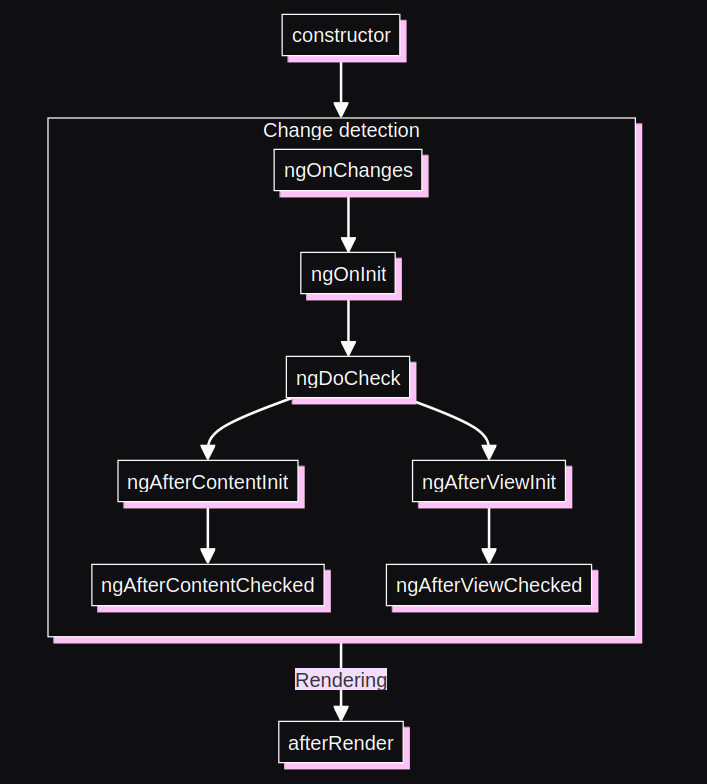 constructor
Change detection
ngOnChanges
ngOnInit
ngDoCheck
ngAfterContentInit
ngAfterViewInit
ngAfterContentChecked
ngAfterViewChecked
Rendering
afterRender